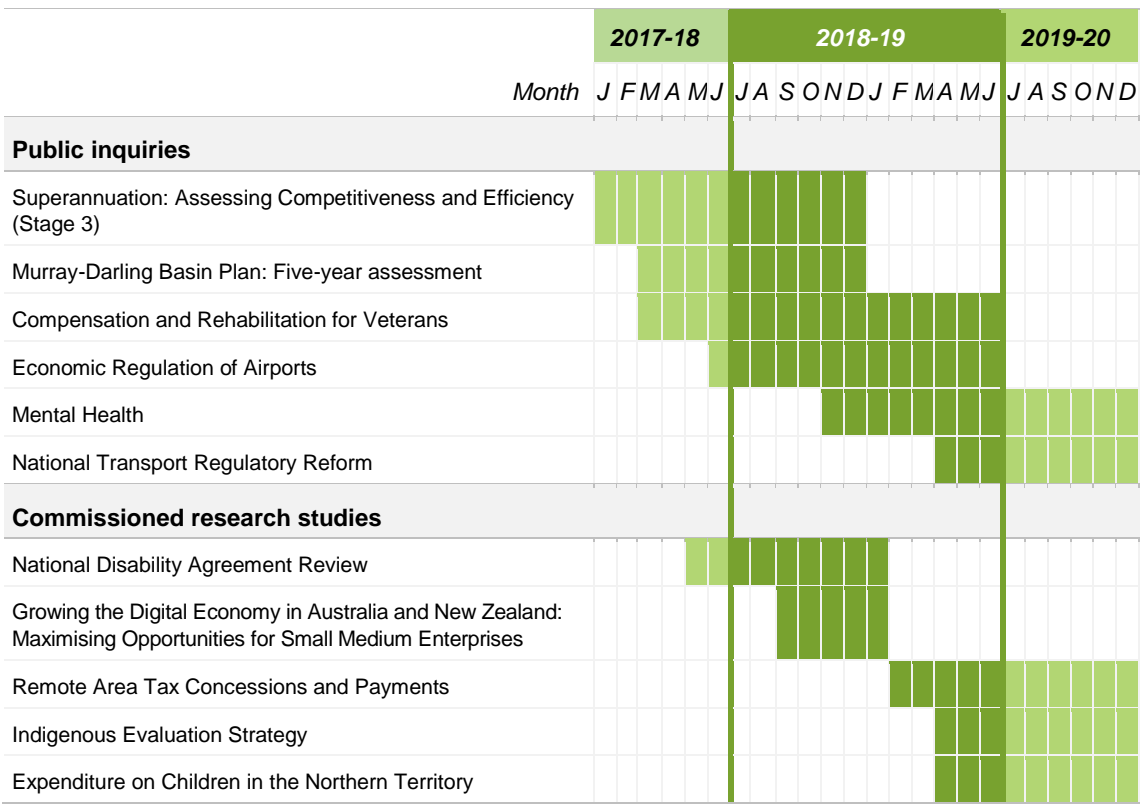 2017-18 2018-19 2019-20
Month J F M A M J J A S O N D J F M A M J J A S O N D
Public inquiries
Superannuation: Assessing Competitiveness and Efficiency
(Stage 3)
Murray-Darling Basin Plan: Five-year assessment
Compensation and Rehabilitation for Veterans
Economic Regulation of Airports
Mental Health
National Transport Regulatory Reform
Commissioned research studies
National Disability Agreement Review
Growing the Digital Economy in Australia and New Zealand:
Maximising Opportunities for Small Medium Enterprises
Remote Area Tax Concessions and Payments
Indigenous Evaluation Strategy
Expenditure on Children in the Northern Territory